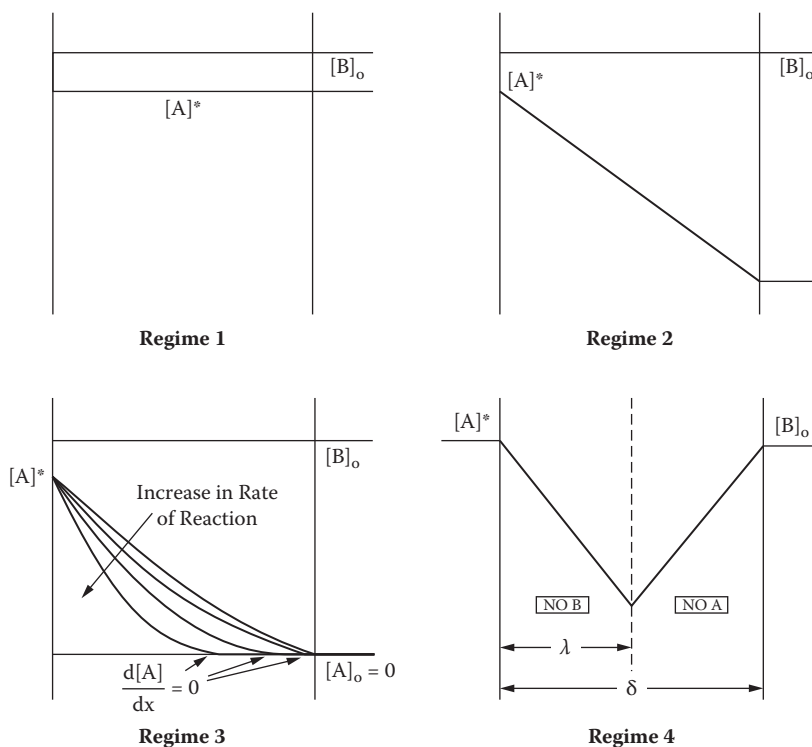 [B]o
[A]*
Regime 1
[A]*
[B]o
Regime 2
[A]*
[B]o
Increase in Rate
of Reaction
d[A]
dx
= 0
[A]o = 0
Regime 3
[A]*
[B]o
NO B
NO A
λ
δ
Regime 4